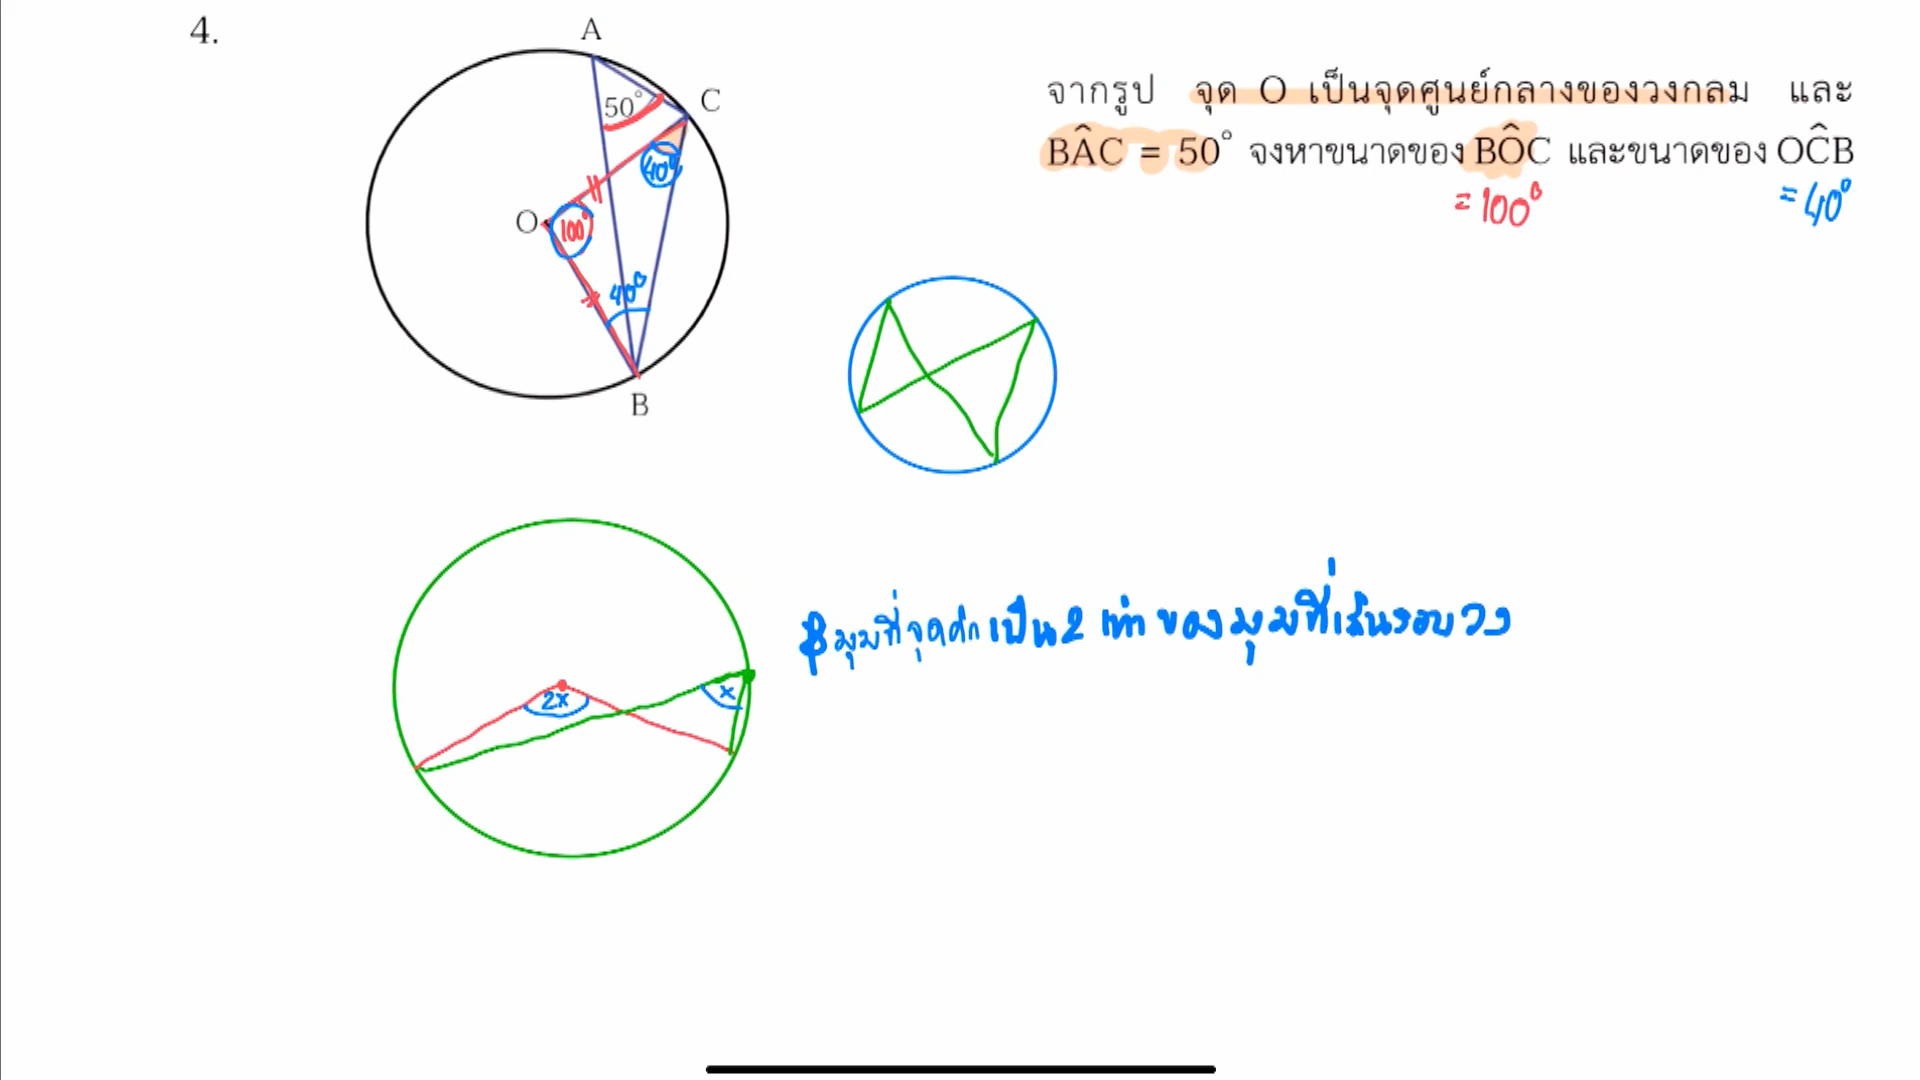 4.
A
C
50°
40°
O
100°
40°
B
จากรูป จุด O เป็นจุดศูนย์กลางของวงกลม และ
BÂC = 50° จงหาขนาดของ BÔC และขนาดของ OĈB
= 100°
= 40°
มุมที่จุดศก เป็น 2 เท่า ของมุมที่เส้นรอบวง
2x
x